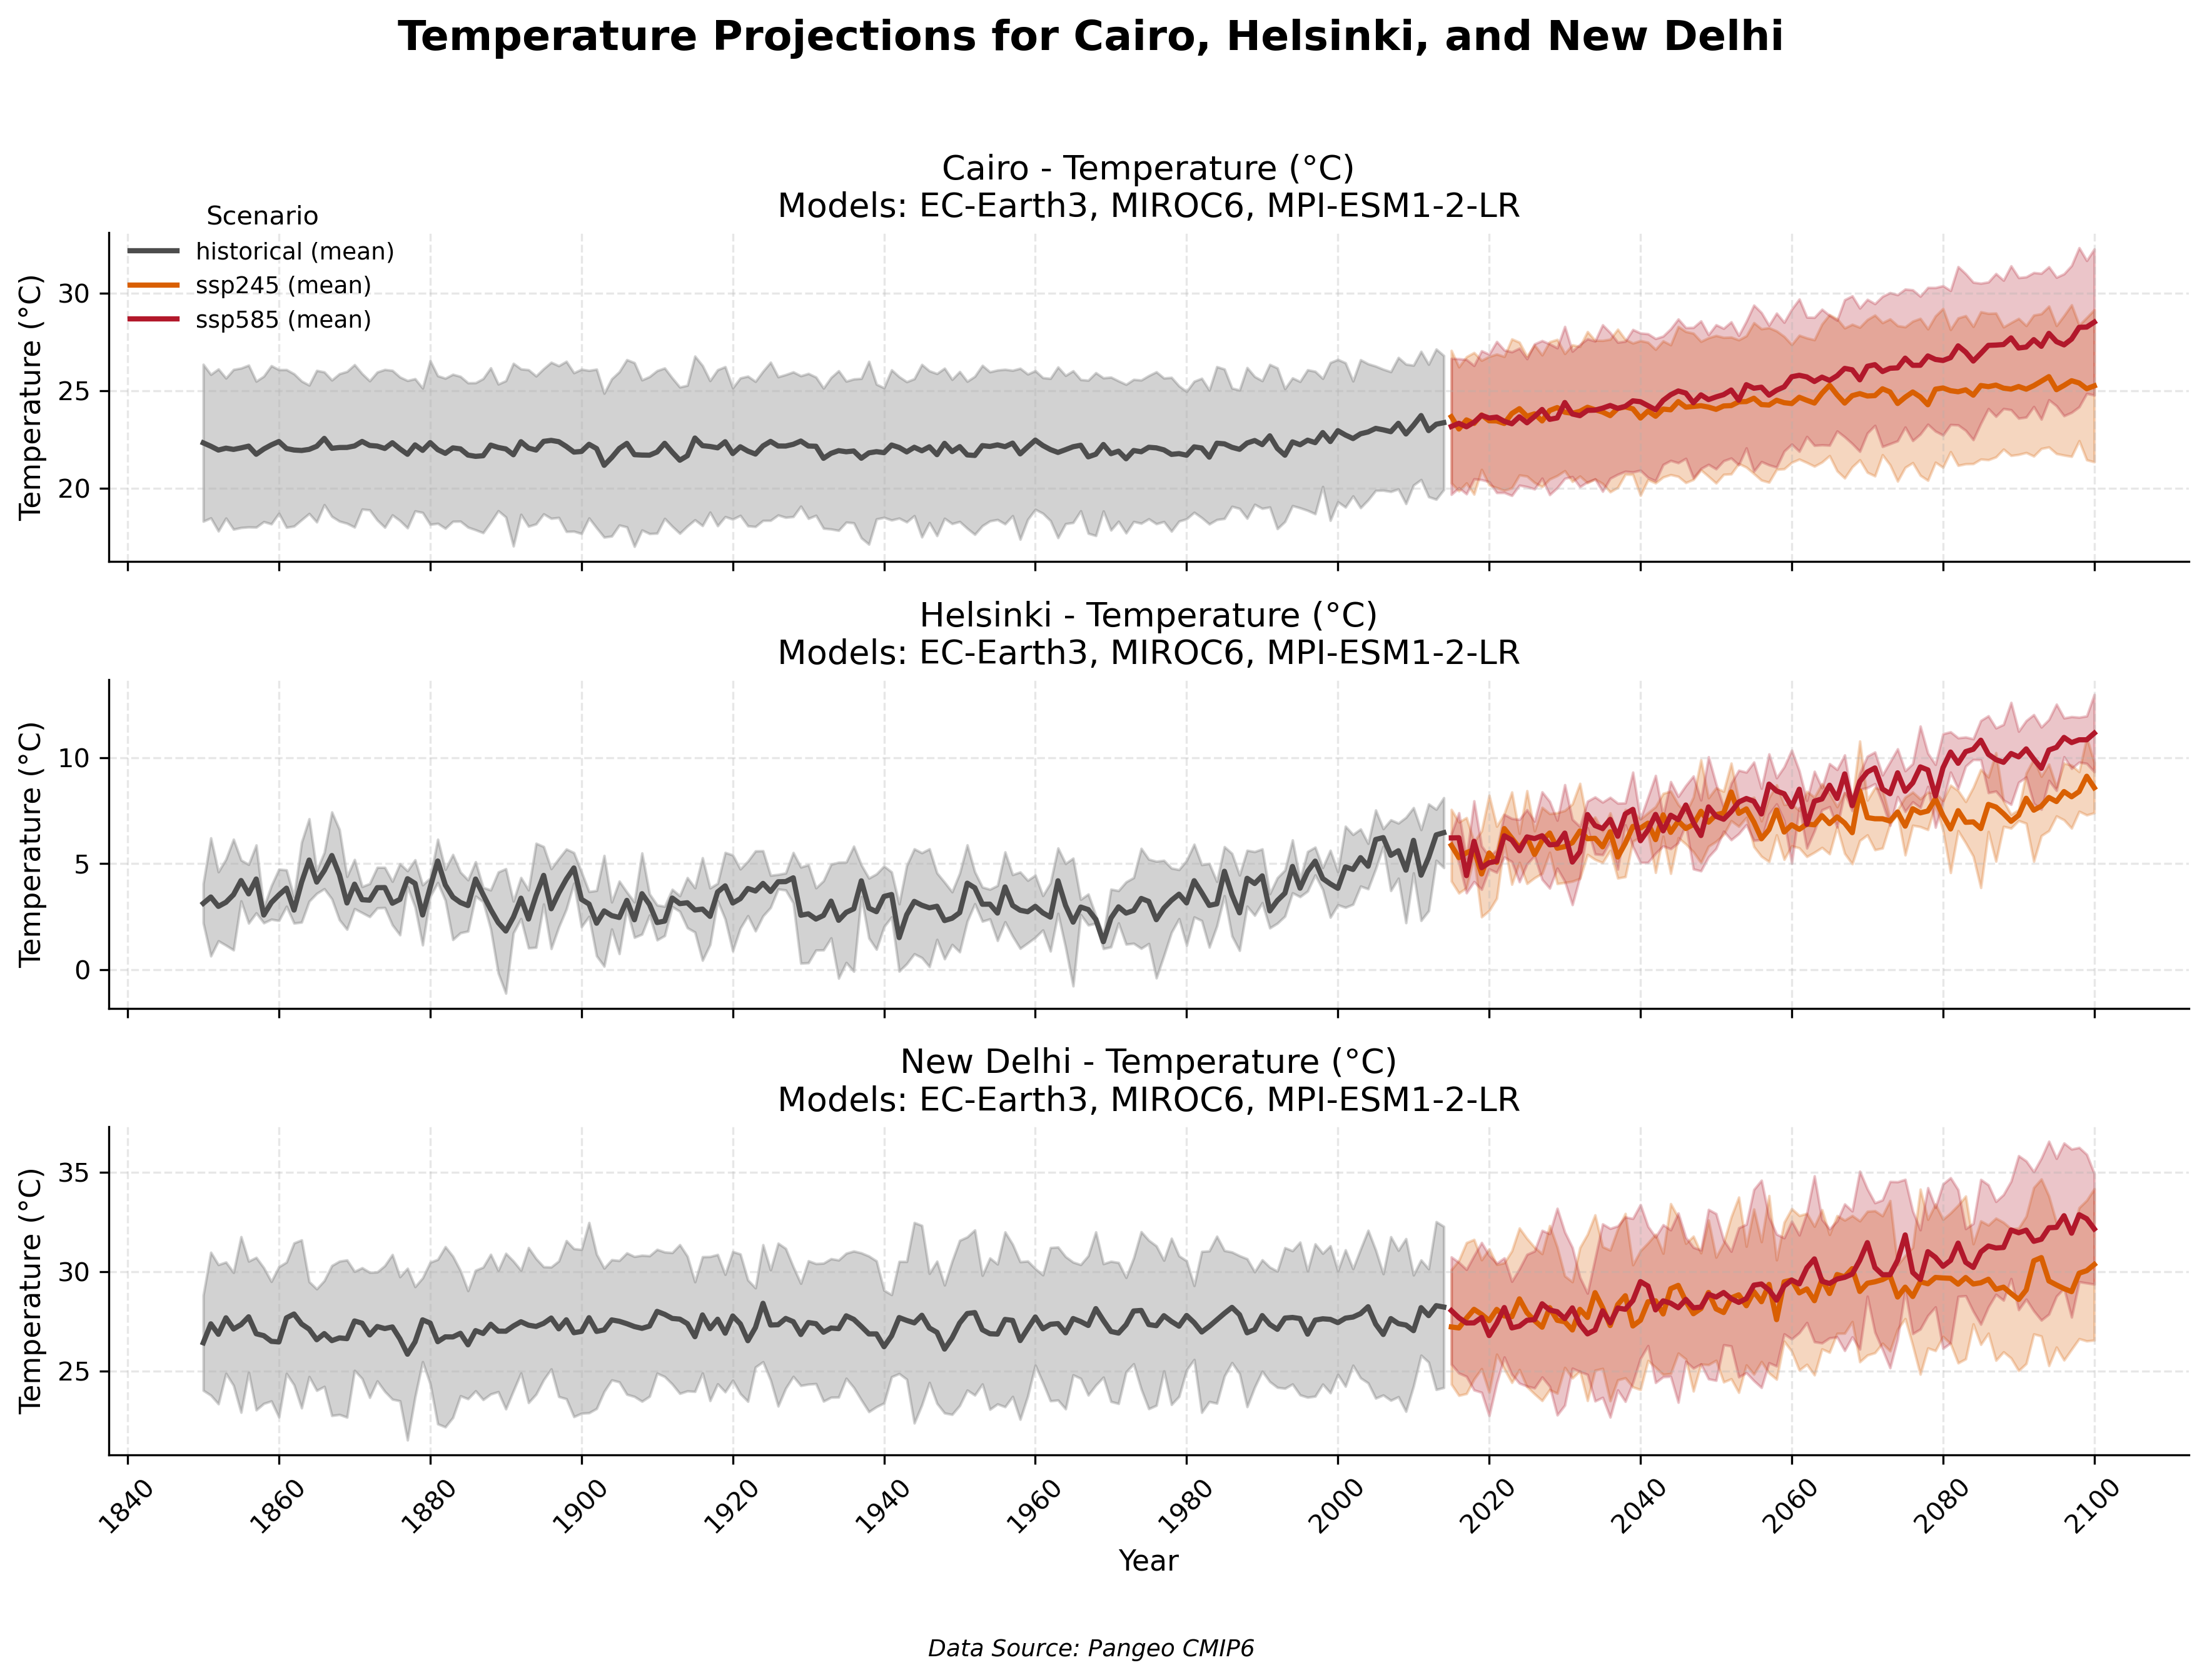 Temperature Projections for Cairo, Helsinki, and New Delhi
Cairo - Temperature (°C)
Models: EC-Earth3, MIROC6, MPI-ESM1-2-LR
Scenario
historical (mean)
ssp245 (mean)
ssp585 (mean)
Temperature (°C)
30
25
20
Helsinki - Temperature (°C)
Models: EC-Earth3, MIROC6, MPI-ESM1-2-LR
Temperature (°C)
10
5
0
New Delhi - Temperature (°C)
Models: EC-Earth3, MIROC6, MPI-ESM1-2-LR
Temperature (°C)
35
30
25
1840 1860 1880 1900 1920 1940 1960 1980 2000 2020 2040 2060 2080 2100
Year
Data Source: Pangeo CMIP6